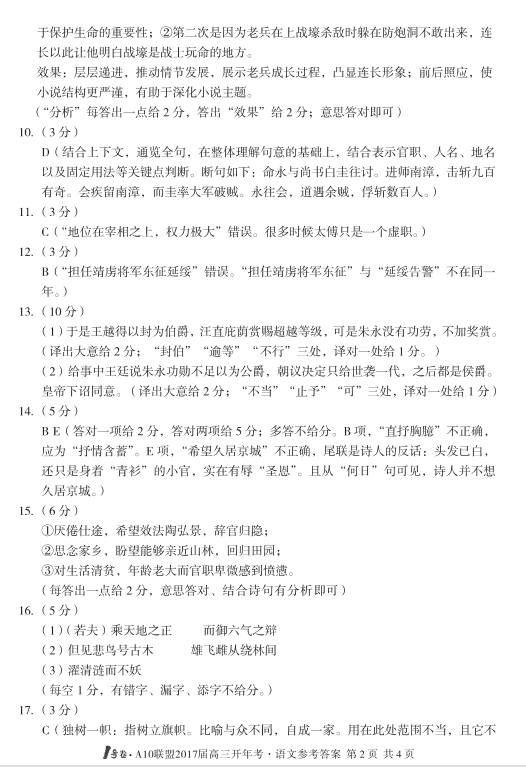 于保护生命的重要性；②第二次是因为老兵在上战壕杀敌时躲在防炮洞不敢出来，连
长以此让他明白战壕是战士玩命的地方。
效果：层层递进，推动情节发展，展示老兵成长过程，凸显连长形象；前后照应，使
小说结构更严谨，有助于深化小说主题。
（“分析”每答出一点给 2 分，答出“效果”给 2 分；意思答对即可）
10.（3 分）
D（结合上下文，通览全句，在整体理解句意的基础上，结合表示官职、人名、地名
以及固定用法等关键点判断。断句如下：命永与尚书白圭往讨。进师南漳，击斩九百
有奇。会疾留南漳，而圭率大军破贼。永往会，道遇余贼，俘斩数百人。）
11.（3 分）
C（“地位在宰相之上，权力极大”错误。很多时候太傅只是一个虚职。）
12.（3 分）
B（“担任靖虏将军东征延绥”错误。“担任靖虏将军东征”与“延绥告警”不在同一
年。）
13.（10 分）
（1）于是王越得以封为伯爵，汪直庇荫赏赐超越等级，可是朱永没有功劳，不加奖赏。
（译出大意给 2 分；“封伯”“逾等”“不行”三处，译对一处给 1 分。）
（2）给事中王廷说朱永功勋不足以为公爵，朝议决定只给世袭一代，之后都是侯爵。
皇帝下诏同意。（译出大意给 2 分；“不当”“止予”“可”三处，译对一处给 1 分）
14.（5 分）
B E（答对一项给 2 分，答对两项给 5 分；多答不给分。B 项，“直抒胸臆”不正确，
应为“抒情含蓄”。E 项，“希望久居京城”不正确，尾联是诗人的反话：头发已白，
还只是身着“青衫”的小官，实在有辱“圣恩”。且从“何日”句可见，诗人并不想
久居京城。）
15.（6 分）
①厌倦仕途，希望效法陶弘景，辞官归隐；
②思念家乡，盼望能够亲近山林，回归田园；
③对生活清贫，年龄老大而官职卑微感到愤懑。
（每答出一点给 2 分，意思答对、结合诗句有分析即可）
16.（5 分）
（1）（若夫）乘天地之正 而御六气之辩
（2）但见悲鸟号古木 雄飞雌从绕林间
（3）濯清涟而不妖
（每空 1 分，有错字、漏字、添字不给分。）
17.（3 分）
C（独树一帜：指树立旗帜。比喻与众不同，自成一家。用在此处范围不当，且它不
1号卷·A10联盟2017届高三开年考·语文参考答案 第 2 页 共 4 页